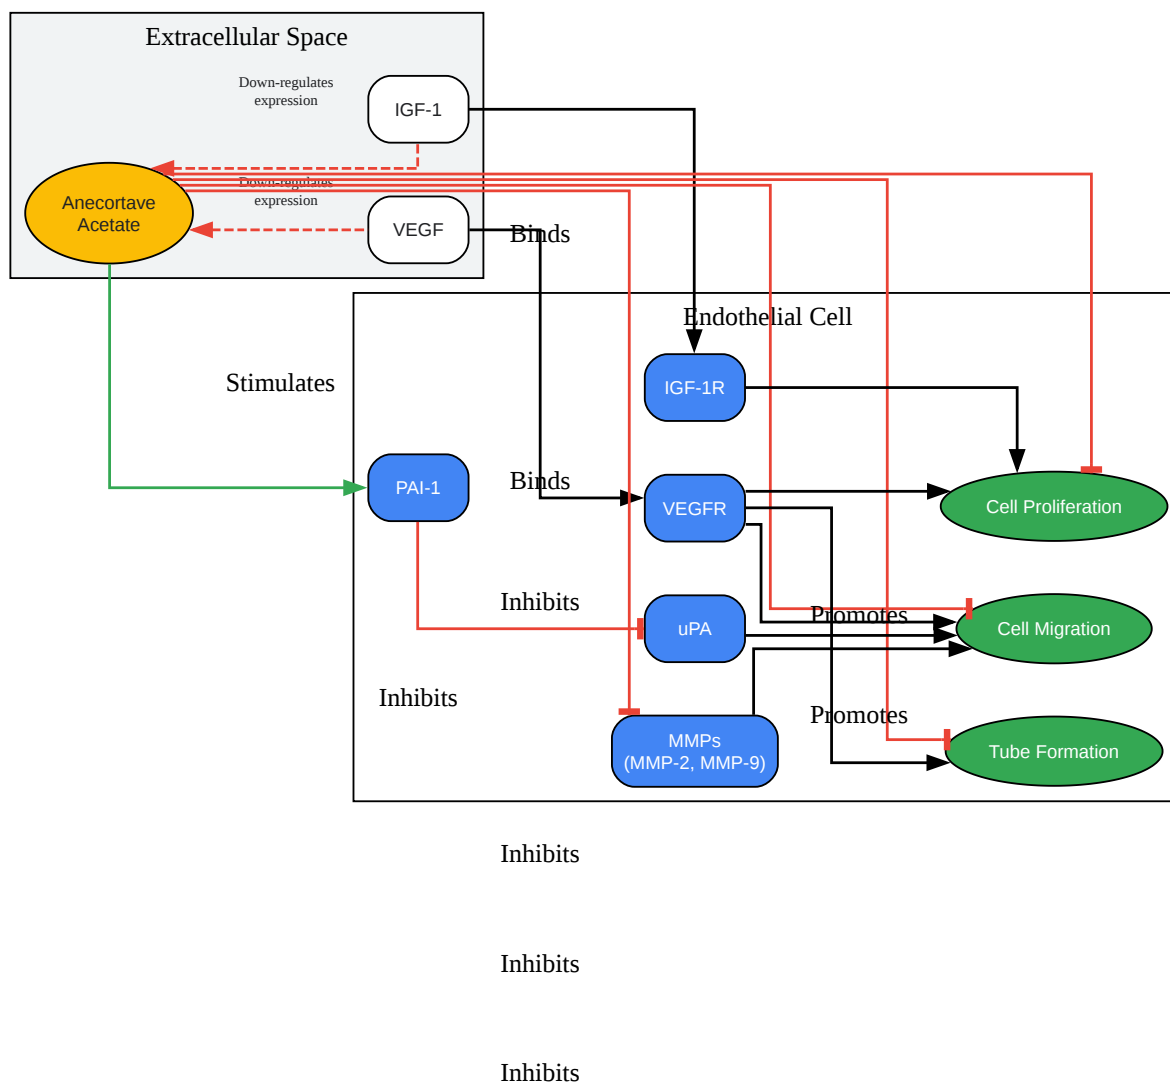 Extracellular Space
Down-regulates
expression
IGF-1
Anecortave
Acetate
Down-regulates
expression
VEGF
Binds
Endothelial Cell
Stimulates
IGF-1R
PAI-1
Binds
VEGFR
Cell Proliferation
Inhibits
uPA
Promotes
Cell Migration
Inhibits
MMPs
(MMP-2, MMP-9)
Promotes
Tube Formation
Inhibits
Inhibits
Inhibits